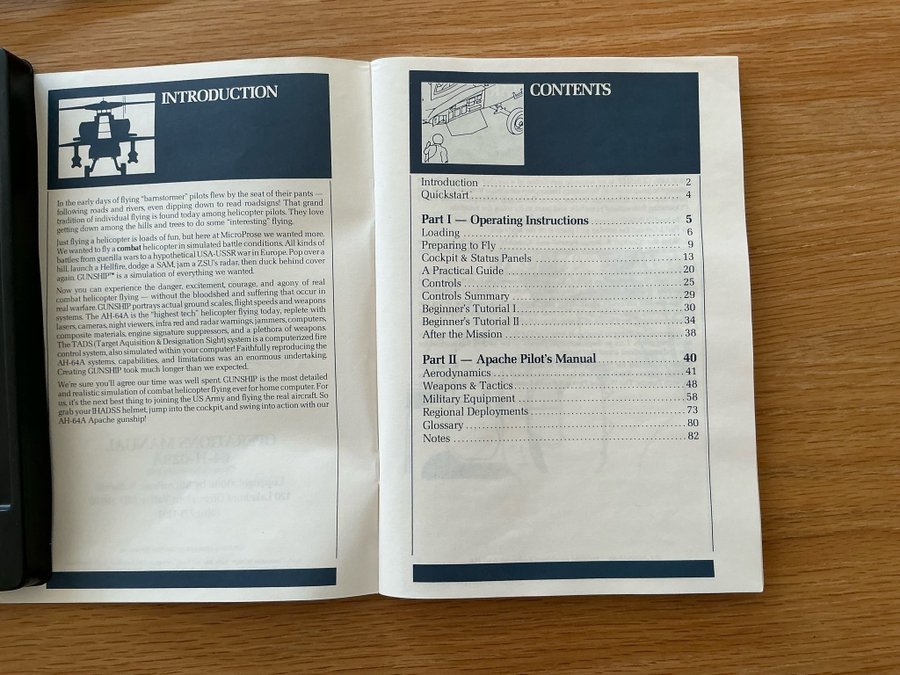 INTRODUCTION
In the early days of flying "barnstormer" pilots flew by the seat of their pants —
following roads and rivers, even dipping down to read roadsigns! That grand
tradition of individual flying is found today among helicopter pilots. They love
getting down among the hills and trees to do some "interesting" flying.
Just flying a helicopter is loads of fun, but here at MicroProse we wanted more.
We wanted to fly a combat helicopter in simulated battle conditions. All kinds of
battles from guerilla wars to a hypothetical USA-USSR war in Europe. Pop over a
hill, launch a Hellfire, dodge a SAM, jam a ZSU's radar, then duck behind cover
again. GUNSHIP™ is a simulation of everything we wanted.
Now you can experience the danger, excitement, courage, and agony of real
combat helicopter flying — without the bloodshed and suffering that occur in
real warfare. GUNSHIP portrays actual ground scales, flight speeds and weapons
systems. The AH-64A is the "highest tech" helicopter flying today, replete with
lasers, cameras, night viewers, infra red and radar warnings, jammers, computers,
composite materials, engine signature suppressors, and a plethora of weapons.
The TADS (Target Aquisition & Designation Sight) system is a computerized fire
control system, also simulated within your computer! Faithfully reproducing the
AH-64A systems, capabilities, and limitations was an enormous undertaking.
Creating GUNSHIP took much longer than we expected.
We're sure you'll agree our time was well spent. GUNSHIP is the most detailed
and realistic simulation of combat helicopter flying ever for home computer. For
us, it's the next best thing to joining the US Army and flying the real aircraft. So
grab your IHADSS helmet, jump into the cockpit, and swing into action with our
AH-64A Apache gunship!
CONTENTS
Introduction 2
Quickstart 4
Part I — Operating Instructions 5
Loading 6
Preparing to Fly 9
Cockpit & Status Panels 13
A Practical Guide 20
Controls 25
Controls Summary 29
Beginner's Tutorial I 30
Beginner's Tutorial II 34
After the Mission 38
Part II — Apache Pilot's Manual 40
Aerodynamics 41
Weapons & Tactics 48
Military Equipment 58
Regional Deployments 73
Glossary 80
Notes 82